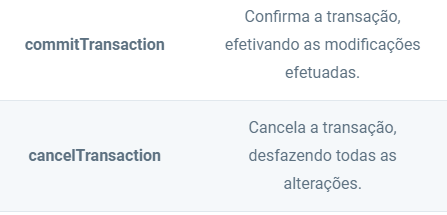 Confirma a transação,
commitTransaction
efetivando as modificações
efetuadas.
Cancela a transação,
cancelTransaction
desfazendo todas as
alterações.